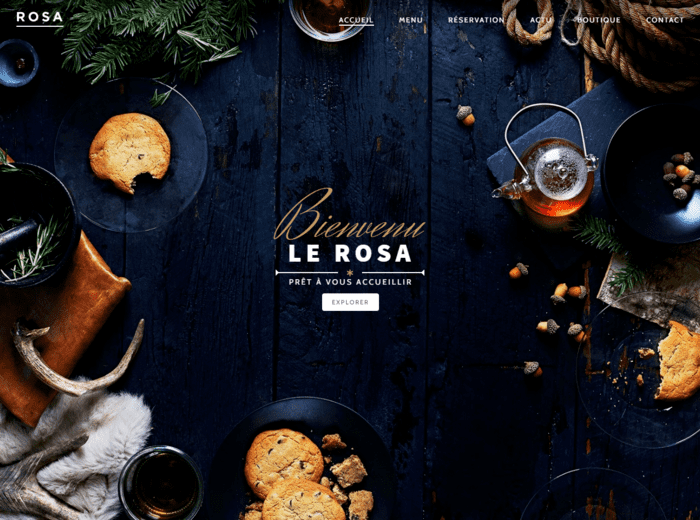 ROSA
ACCUEIL MENU RÉSERVATION ACTU BOUTIQUE CONTACT
Bienvenu
LE ROSA
PRÊT À VOUS ACCUEILLIR
EXPLORER